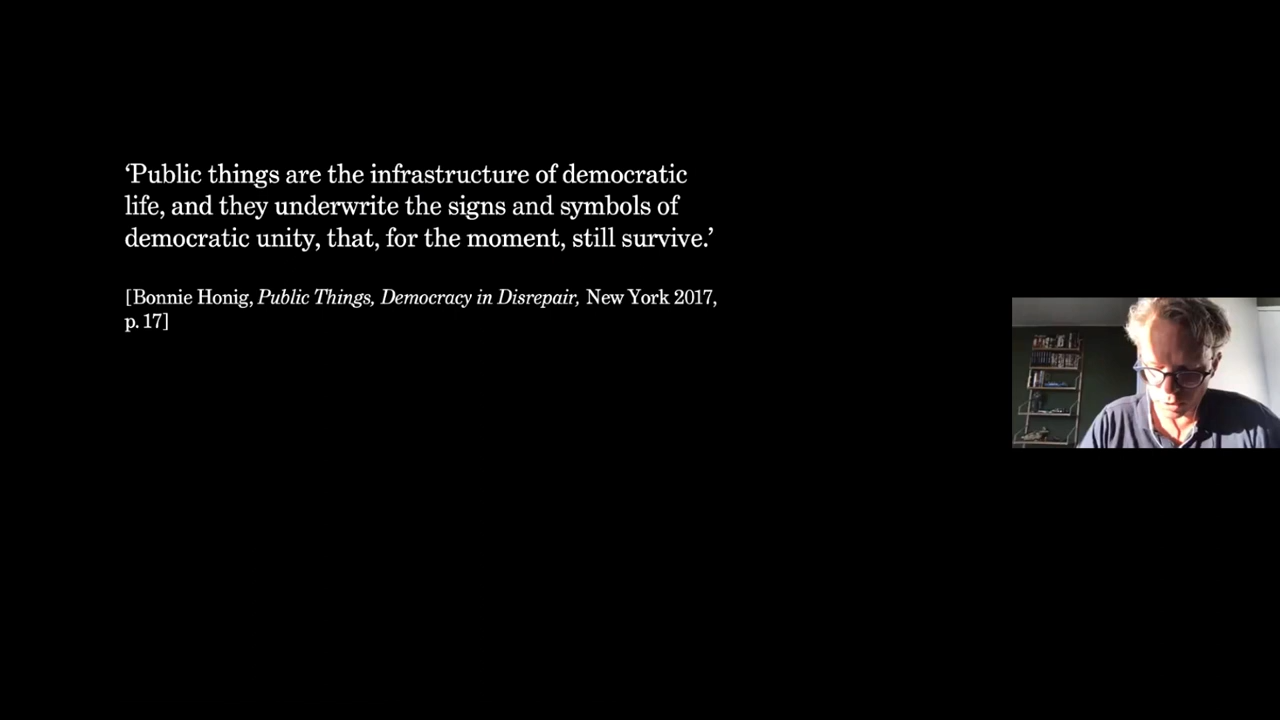 ‘Public things are the infrastructure of democratic
life, and they underwrite the signs and symbols of
democratic unity, that, for the moment, still survive.’
[Bonnie Honig, Public Things, Democracy in Disrepair, New York 2017,
p. 17]